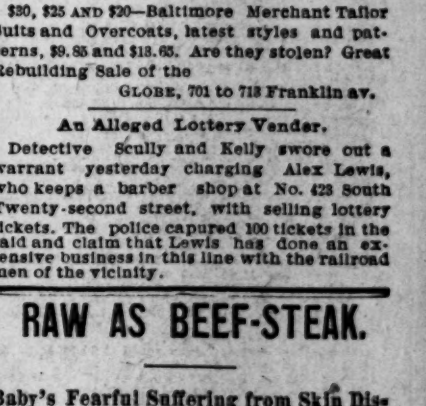 $30, $25 AND $20—Baltimore Merchant Tailor
Suits and Overcoats, latest styles and pat-
terns, $9.85 and $13.65. Are they stolen? Great
Rebuilding Sale of the
GLOBE, 701 to 713 Franklin av.
An Alleged Lottery Vender.
Detective Scully and Kelly swore out a
warrant yesterday charging Alex Lewis,
who keeps a barber shop at No. 423 South
Twenty-second street, with selling lottery
tickets. The police capured 100 tickets in the
raid and claim that Lewis has done an ex-
tensive business in this line with the railroad
men of the vicinity.
RAW AS BEEF-STEAK.
Baby's Fearful Suffering from Skin Dis-